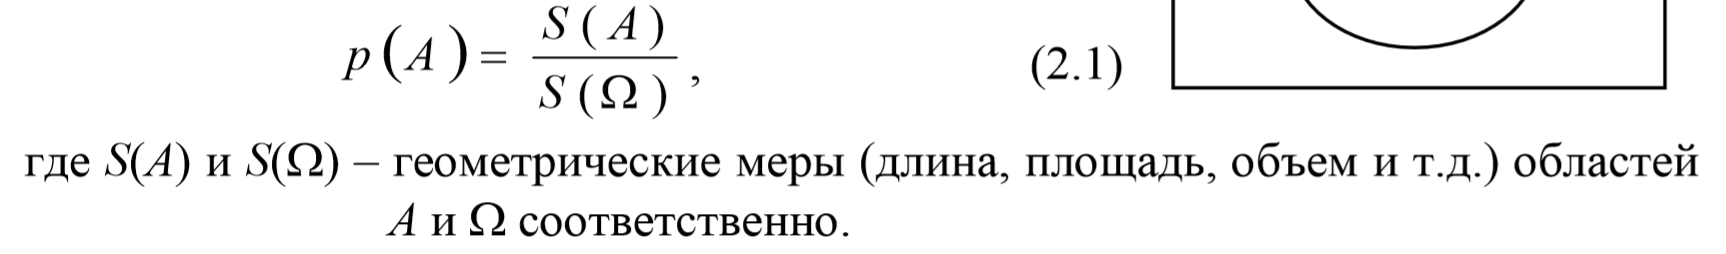 p(A) = S(A) / S(Ω) , (2.1)
где S(A) и S(Ω) – геометрические меры (длина, площадь, объем и т.д.) областей
A и Ω соответственно.